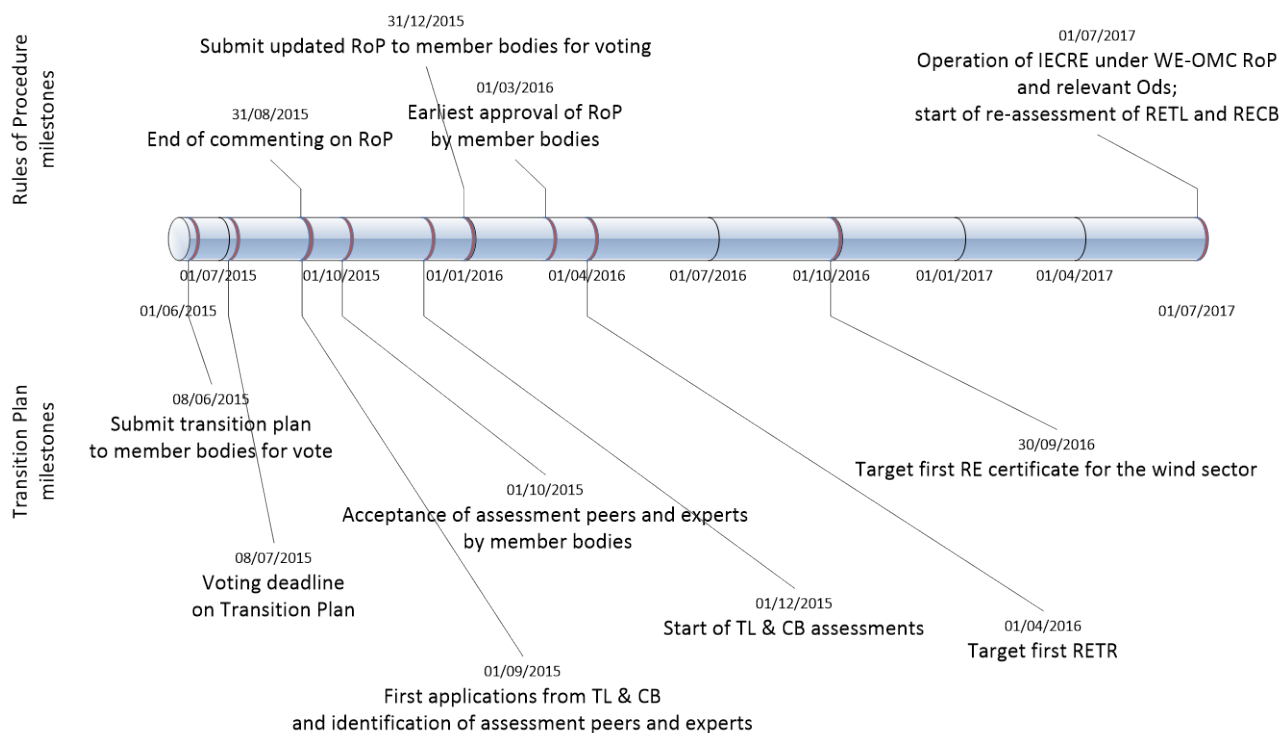 Rules of Procedure
milestones
31/12/2015
Submit updated RoP to member bodies for voting
31/08/2015
End of commenting on RoP
01/03/2016
Earliest approval of RoP
by member bodies
01/07/2017
Operation of IECRE under WE-OMC RoP
and relevant Ods;
start of re-assessment of RETL and RECB
01/07/2015
01/10/2015
01/01/2016
01/04/2016
01/07/2016
01/10/2016
01/01/2017
01/04/2017
01/06/2015
01/07/2017
Transition Plan
milestones
08/06/2015
Submit transition plan
to member bodies for vote
08/07/2015
Voting deadline
on Transition Plan
01/09/2015
First applications from TL & CB
and identification of assessment peers and experts
01/10/2015
Acceptance of assessment peers and experts
by member bodies
01/12/2015
Start of TL & CB assessments
01/04/2016
Target first RETR
30/09/2016
Target first RE certificate for the wind sector